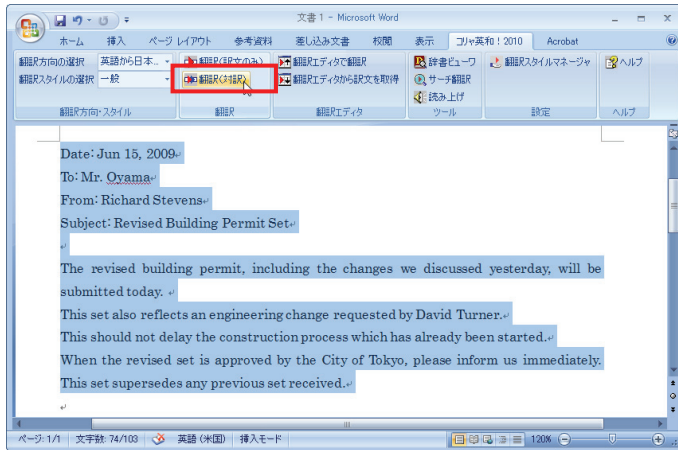 文書 1 - Microsoft Word
ホーム 挿入 ページ レイアウト 参考資料 差し込み文書 校閲 表示 コリャ英和！2010 Acrobat
翻訳方向の選択 英語から日本... 翻訳(訳文のみ) 翻訳エディタで翻訳 辞書ビューワ 翻訳スタイルマネージャ ヘルプ
翻訳スタイルの選択 一般 翻訳(対訳) 翻訳エディタから訳文を取得 サーチ翻訳
読み上げ
翻訳方向・スタイル 翻訳 翻訳エディタ ツール 設定 ヘルプ
Date: Jun 15, 2009
To: Mr. Oyama
From: Richard Stevens
Subject: Revised Building Permit Set
The revised building permit, including the changes we discussed yesterday, will be
submitted today.
This set also reflects an engineering change requested by David Turner.
This should not delay the construction process which has already been started.
When the revised set is approved by the City of Tokyo, please inform us immediately.
This set supersedes any previous set received.
ページ: 1/1 文字数: 74/103 英語 (米国) 挿入モード 120%